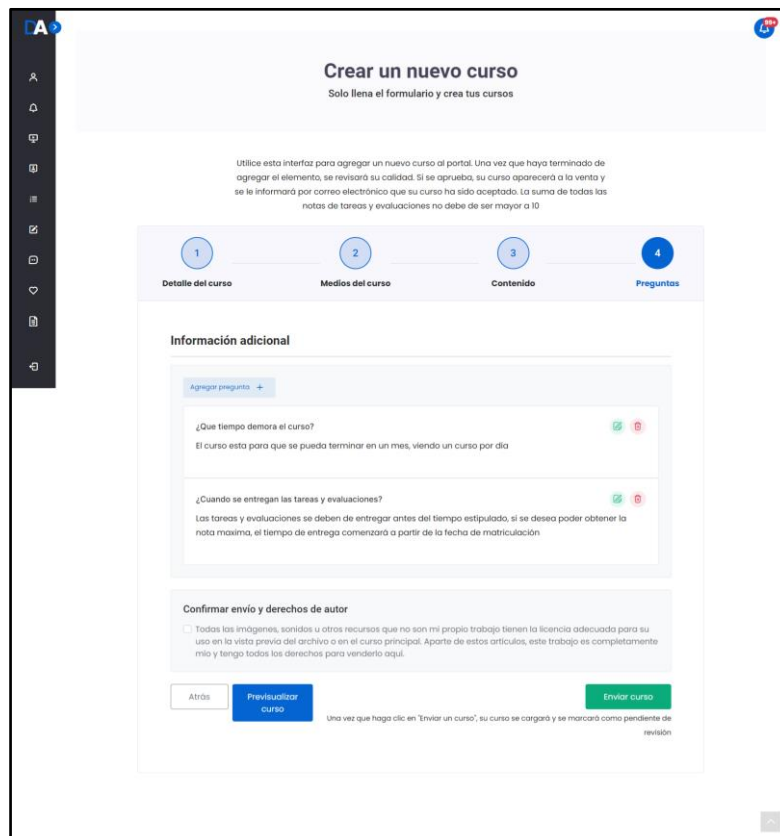 DA
99+
Crear un nuevo curso
Solo llena el formulario y crea tus cursos
Utilice esta interfaz para agregar un nuevo curso al portal. Una vez que haya terminado de
agregar el elemento, se revisará su calidad. Si se aprueba, su curso aparecerá a la venta y
se le informará por correo electrónico que su curso ha sido aceptado. La suma de todas las
notas de tareas y evaluaciones no debe de ser mayor a 10
1
2
3
4
Detalle del curso
Medios del curso
Contenido
Preguntas
Información adicional
Agregar pregunta +
¿Que tiempo demora el curso?
El curso esta para que se pueda terminar en un mes, viendo un curso por día
¿Cuando se entregan las tareas y evaluaciones?
Las tareas y evaluaciones se deben de entregar antes del tiempo estipulado, si se desea poder obtener la
nota maxima, el tiempo de entrega comenzará a partir de la fecha de matriculación
Confirmar envío y derechos de autor
Todas las imágenes, sonidos u otros recursos que no son mi propio trabajo tienen la licencia adecuada para su
uso en la vista previa del archivo o en el curso principal. Aparte de estos artículos, este trabajo es completamente
mío y tengo todos los derechos para venderlo aquí.
Atrás
Previsualizar
curso
Enviar curso
Una vez que haga clic en "Enviar un curso", su curso se cargará y se marcará como pendiente de
revisión